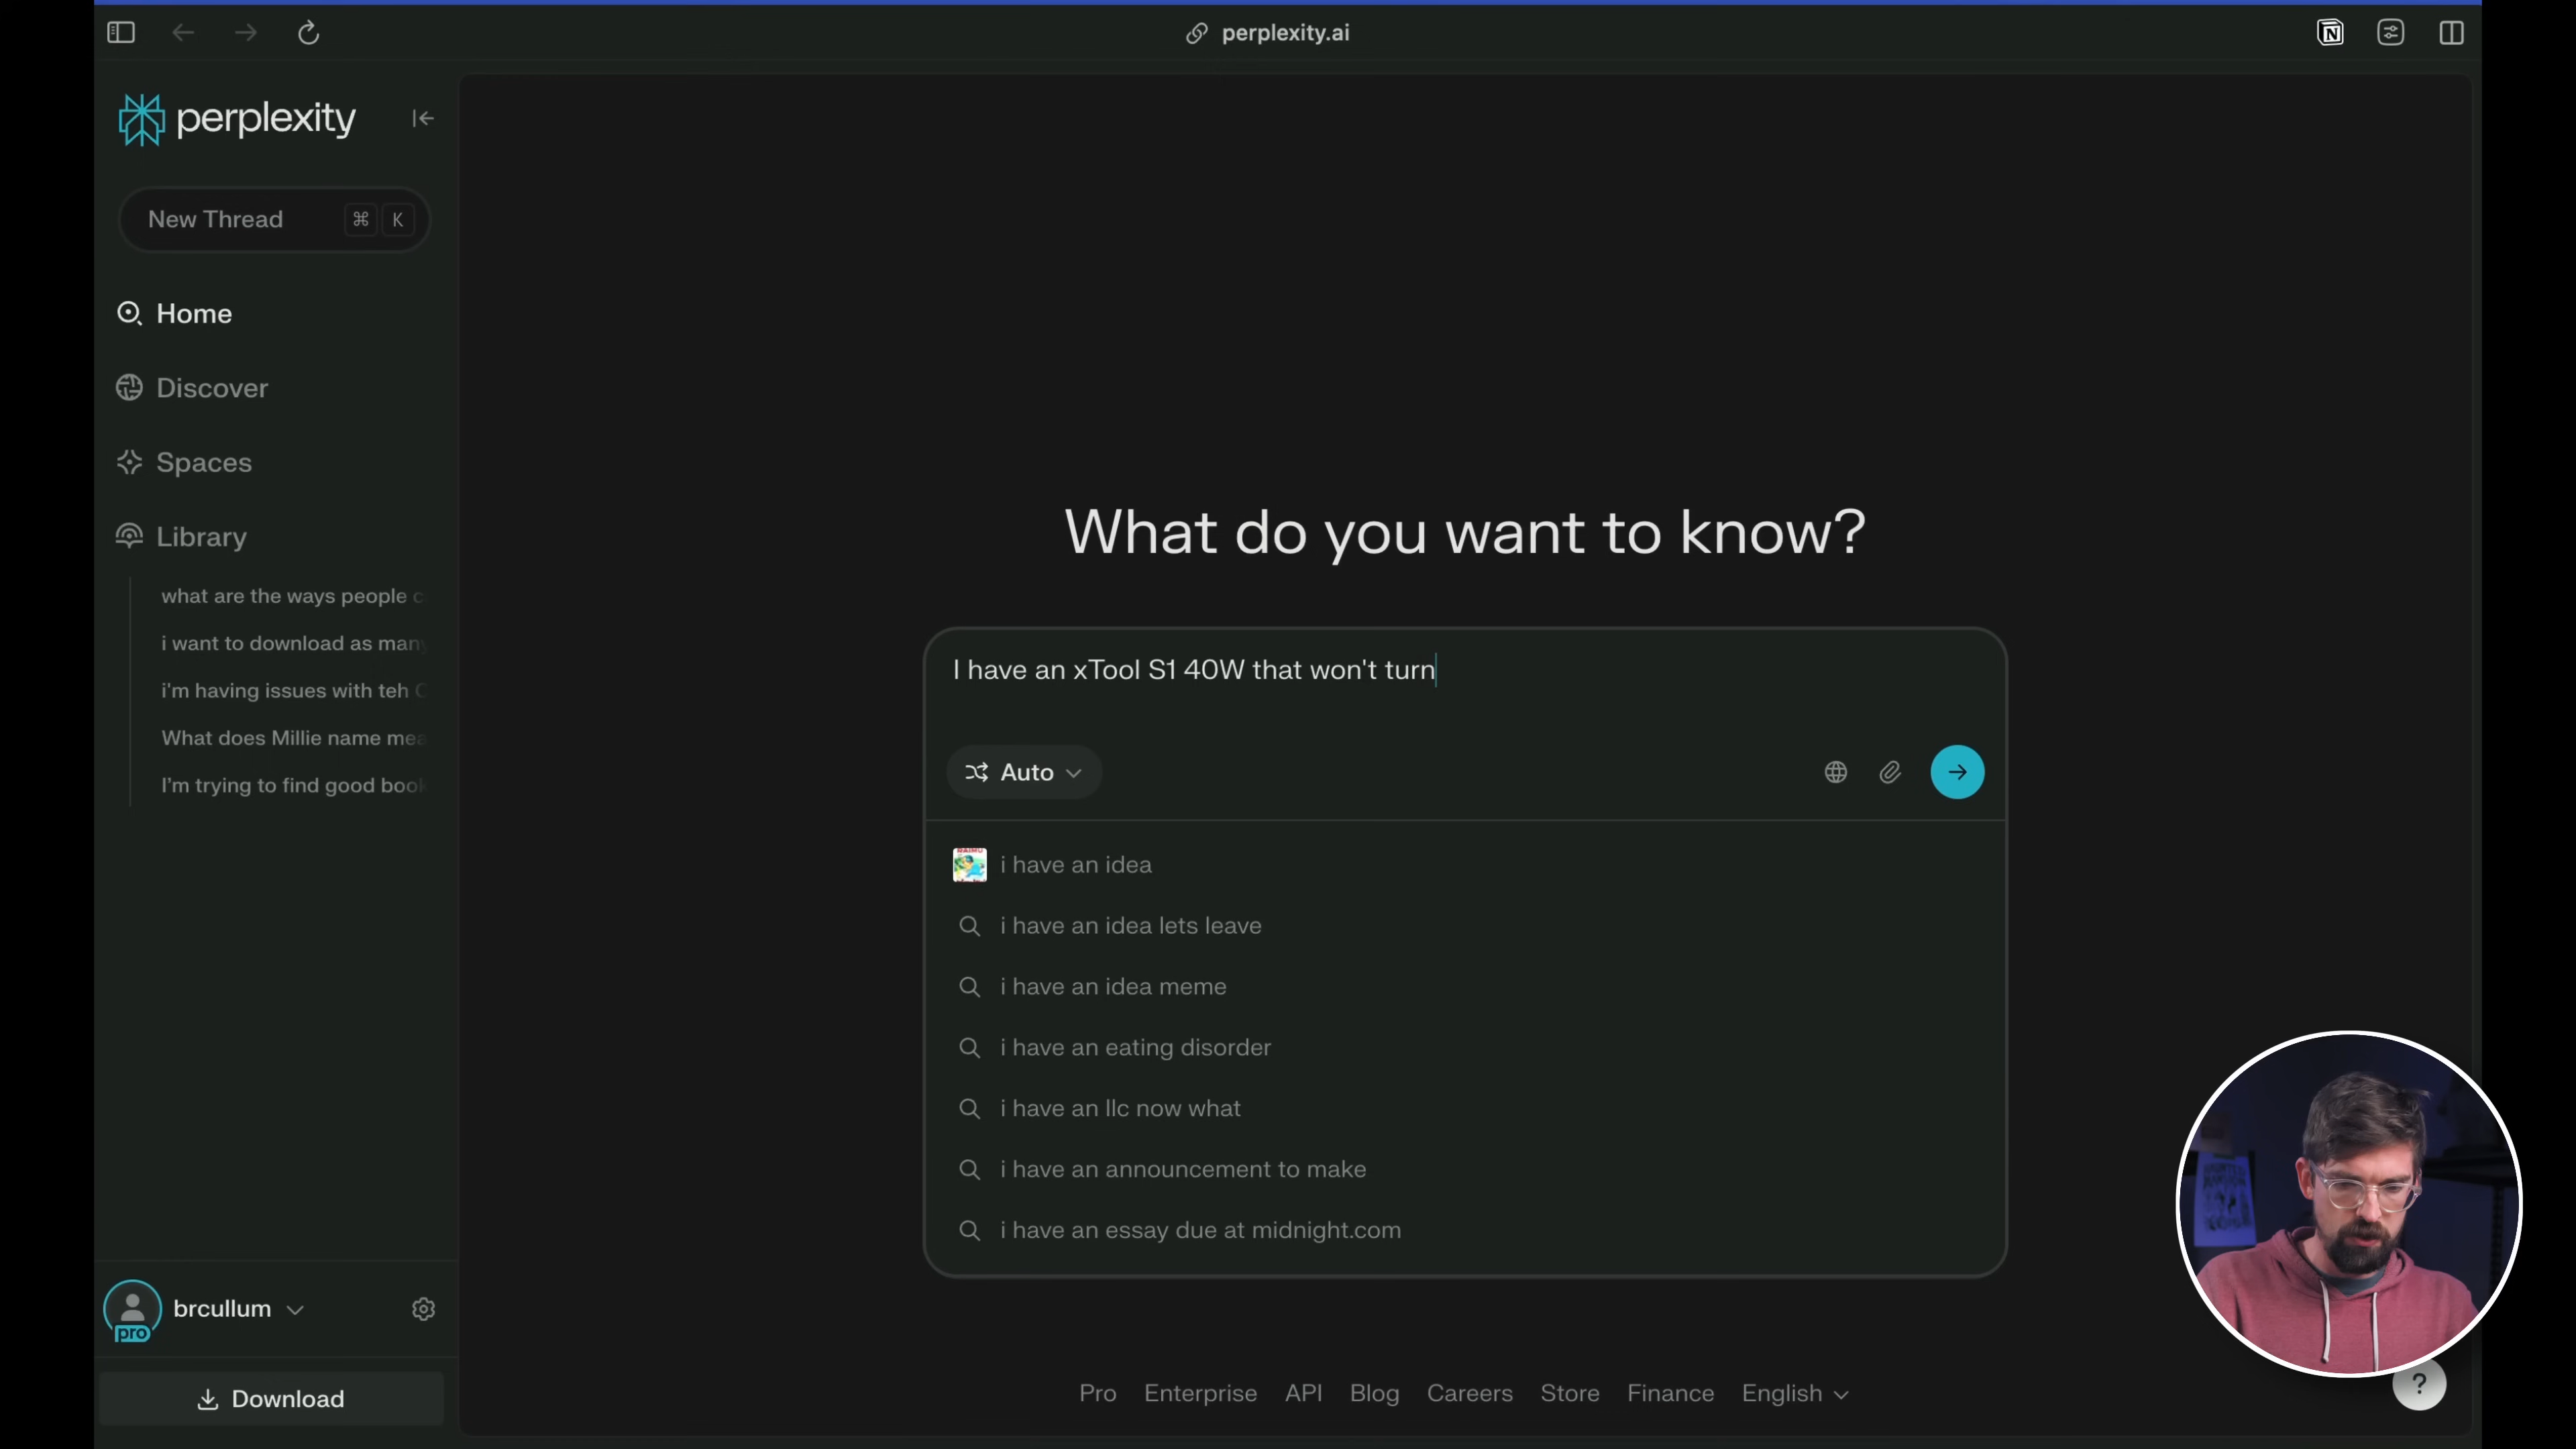 perplexity.ai
perplexity
New Thread ⌘ K
Home
Discover
Spaces
Library
what are the ways people
i want to download as many
i'm having issues with teh
What does Millie name mea
I'm trying to find good boo
brcullum
pro
Download
What do you want to know?
I have an xTool S1 40W that won't turn
Auto
i have an idea
i have an idea lets leave
i have an idea meme
i have an eating disorder
i have an llc now what
i have an announcement to make
i have an essay due at midnight.com
Pro Enterprise API Blog Careers Store Finance English
?